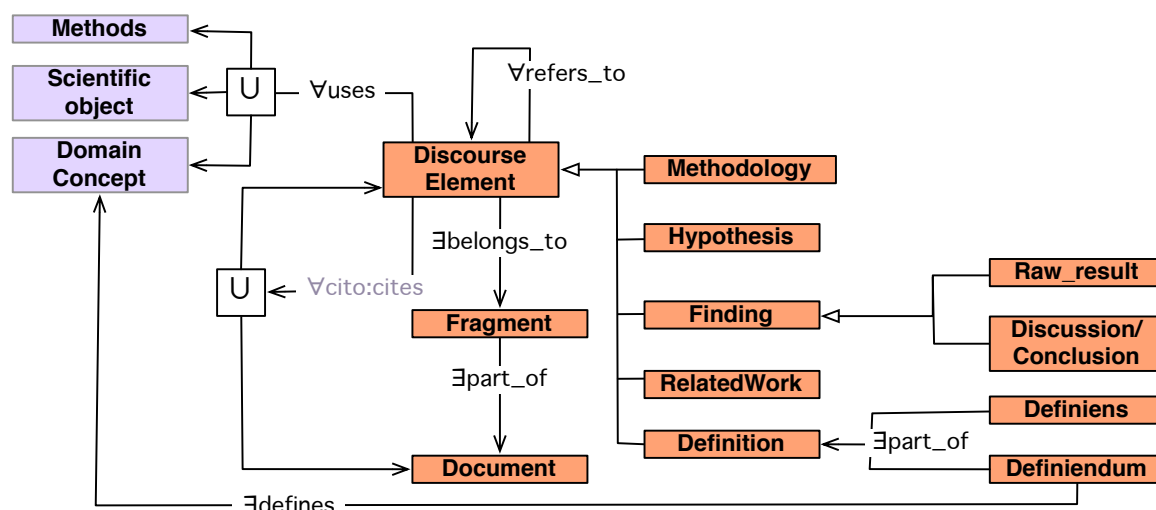 Methods
Scientific
object
Domain
Concept
U
∀uses
∀refers_to
Discourse
Element
∃belongs_to
U
∀cito:cites
Fragment
∃part_of
Document
Methodology
Hypothesis
Finding
RelatedWork
Definition
Raw_result
Discussion/
Conclusion
Definiens
∃part_of
Definiendum
∃defines